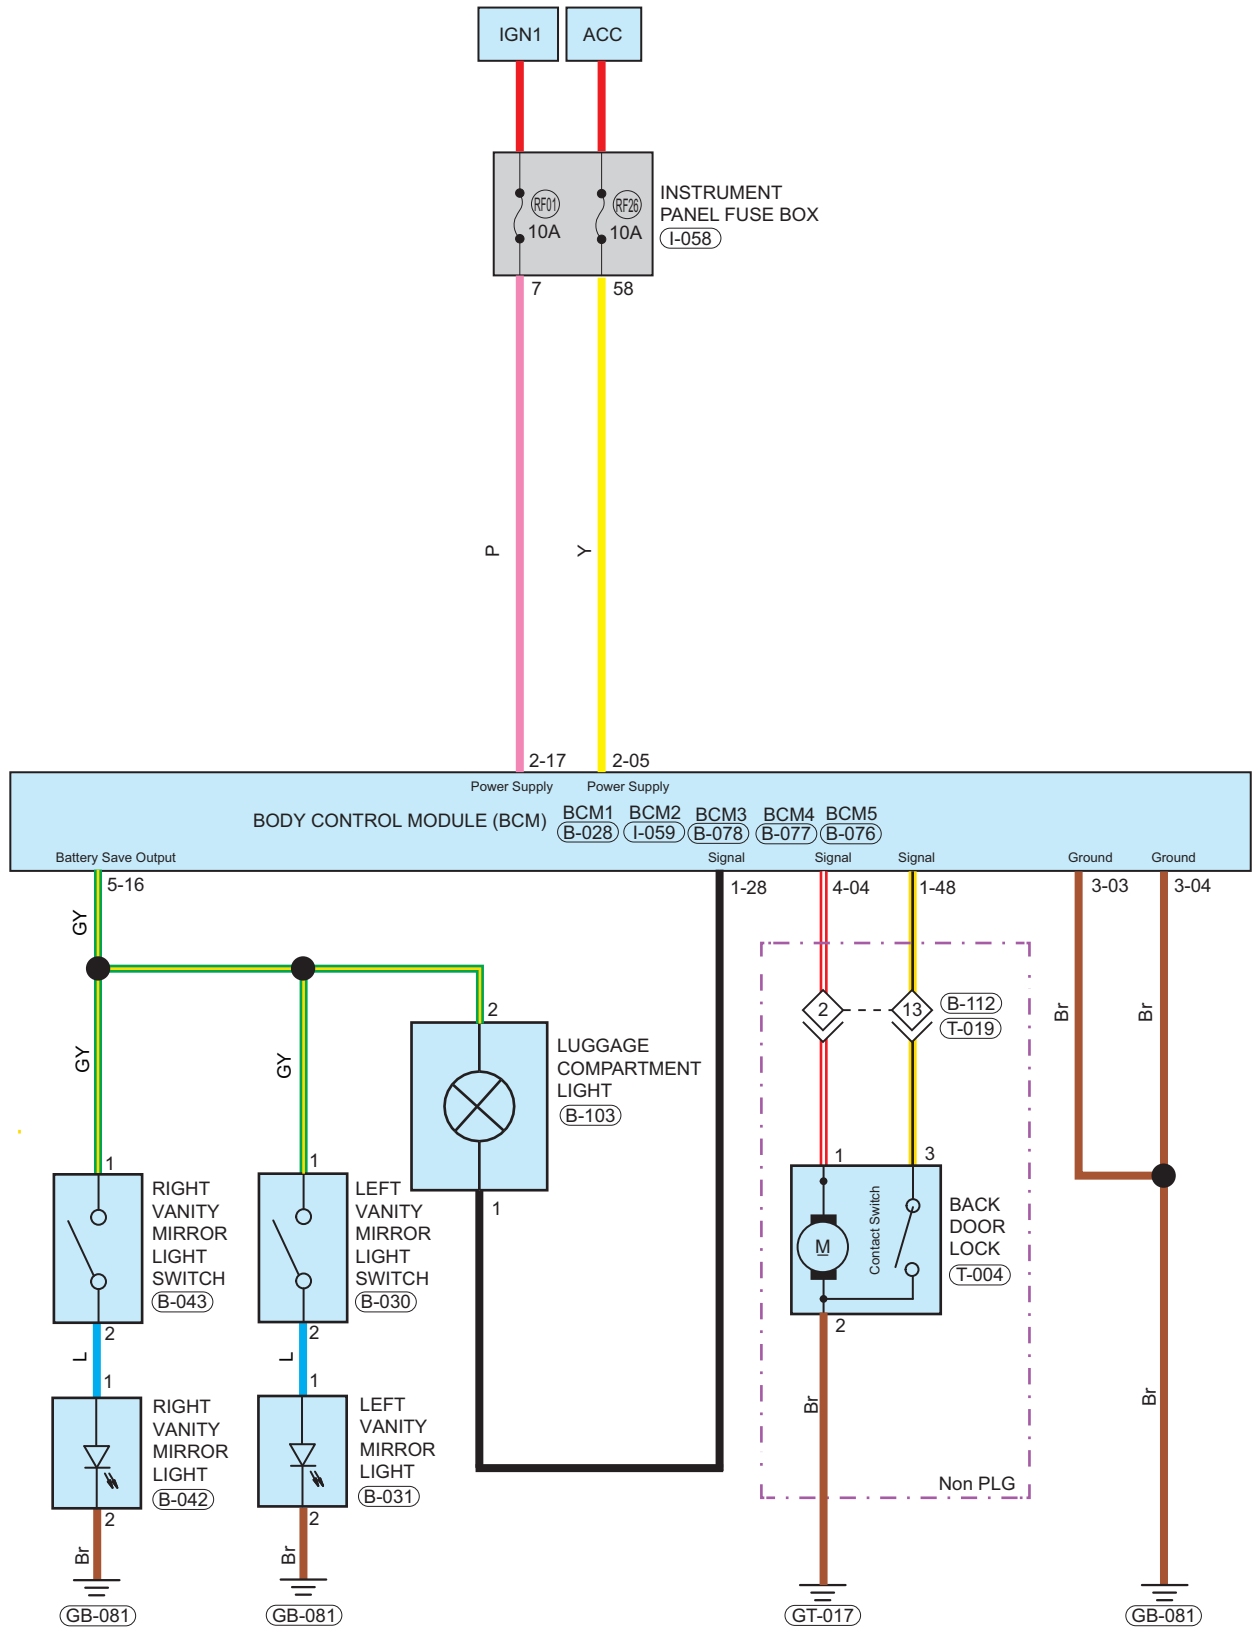 IGN1
ACC
RF01
10A
RF26
10A
INSTRUMENT
PANEL FUSE BOX
I-058
7
58
P
Y
2-17
2-05
Power Supply
Power Supply
BODY CONTROL MODULE (BCM)
BCM1
B-028
BCM2
I-059
BCM3
B-078
BCM4
B-077
BCM5
B-076
Battery Save Output
Signal
Signal
Signal
Ground
Ground
5-16
1-28
4-04
1-48
3-03
3-04
GY
GY
GY
2
LUGGAGE
COMPARTMENT
LIGHT
B-103
1
2
13
B-112
T-019
Br
Br
1
RIGHT
VANITY
MIRROR
LIGHT
SWITCH
B-043
2
1
LEFT
VANITY
MIRROR
LIGHT
SWITCH
B-030
2
1
3
Contact Switch
M
BACK
DOOR
LOCK
T-004
2
L
1
RIGHT
VANITY
MIRROR
LIGHT
B-042
2
L
1
LEFT
VANITY
MIRROR
LIGHT
B-031
2
Br
Br
Non PLG
Br
Br
GB-081
GB-081
GT-017
GB-081